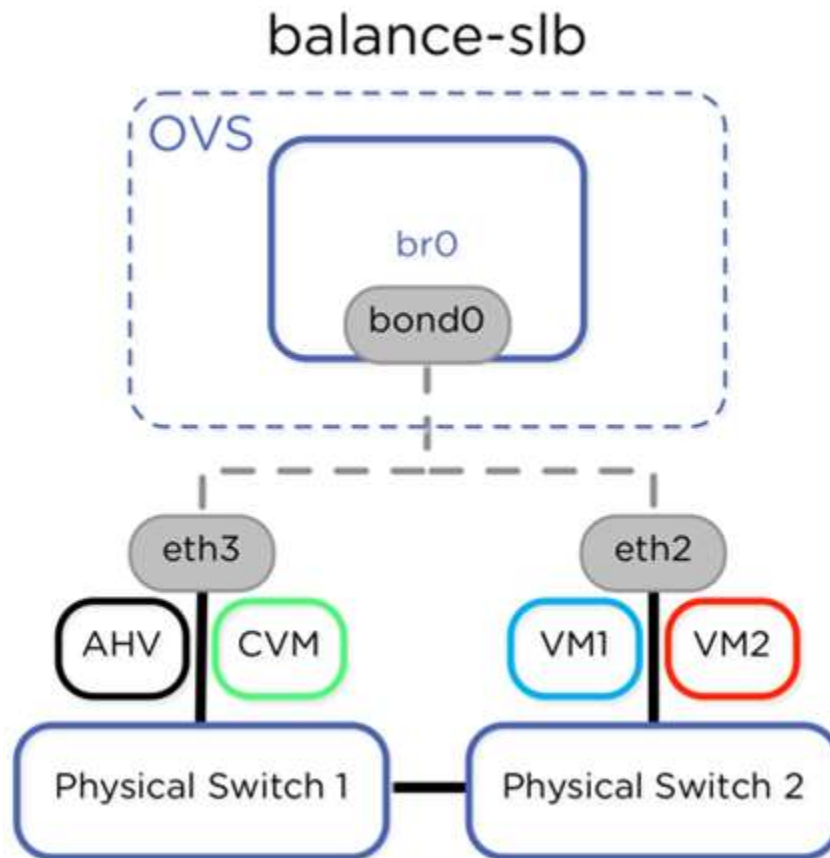 balance-slb
OVS
br0
bond0
eth3
eth2
AHV
CVM
VM1
VM2
Physical Switch 1
Physical Switch 2